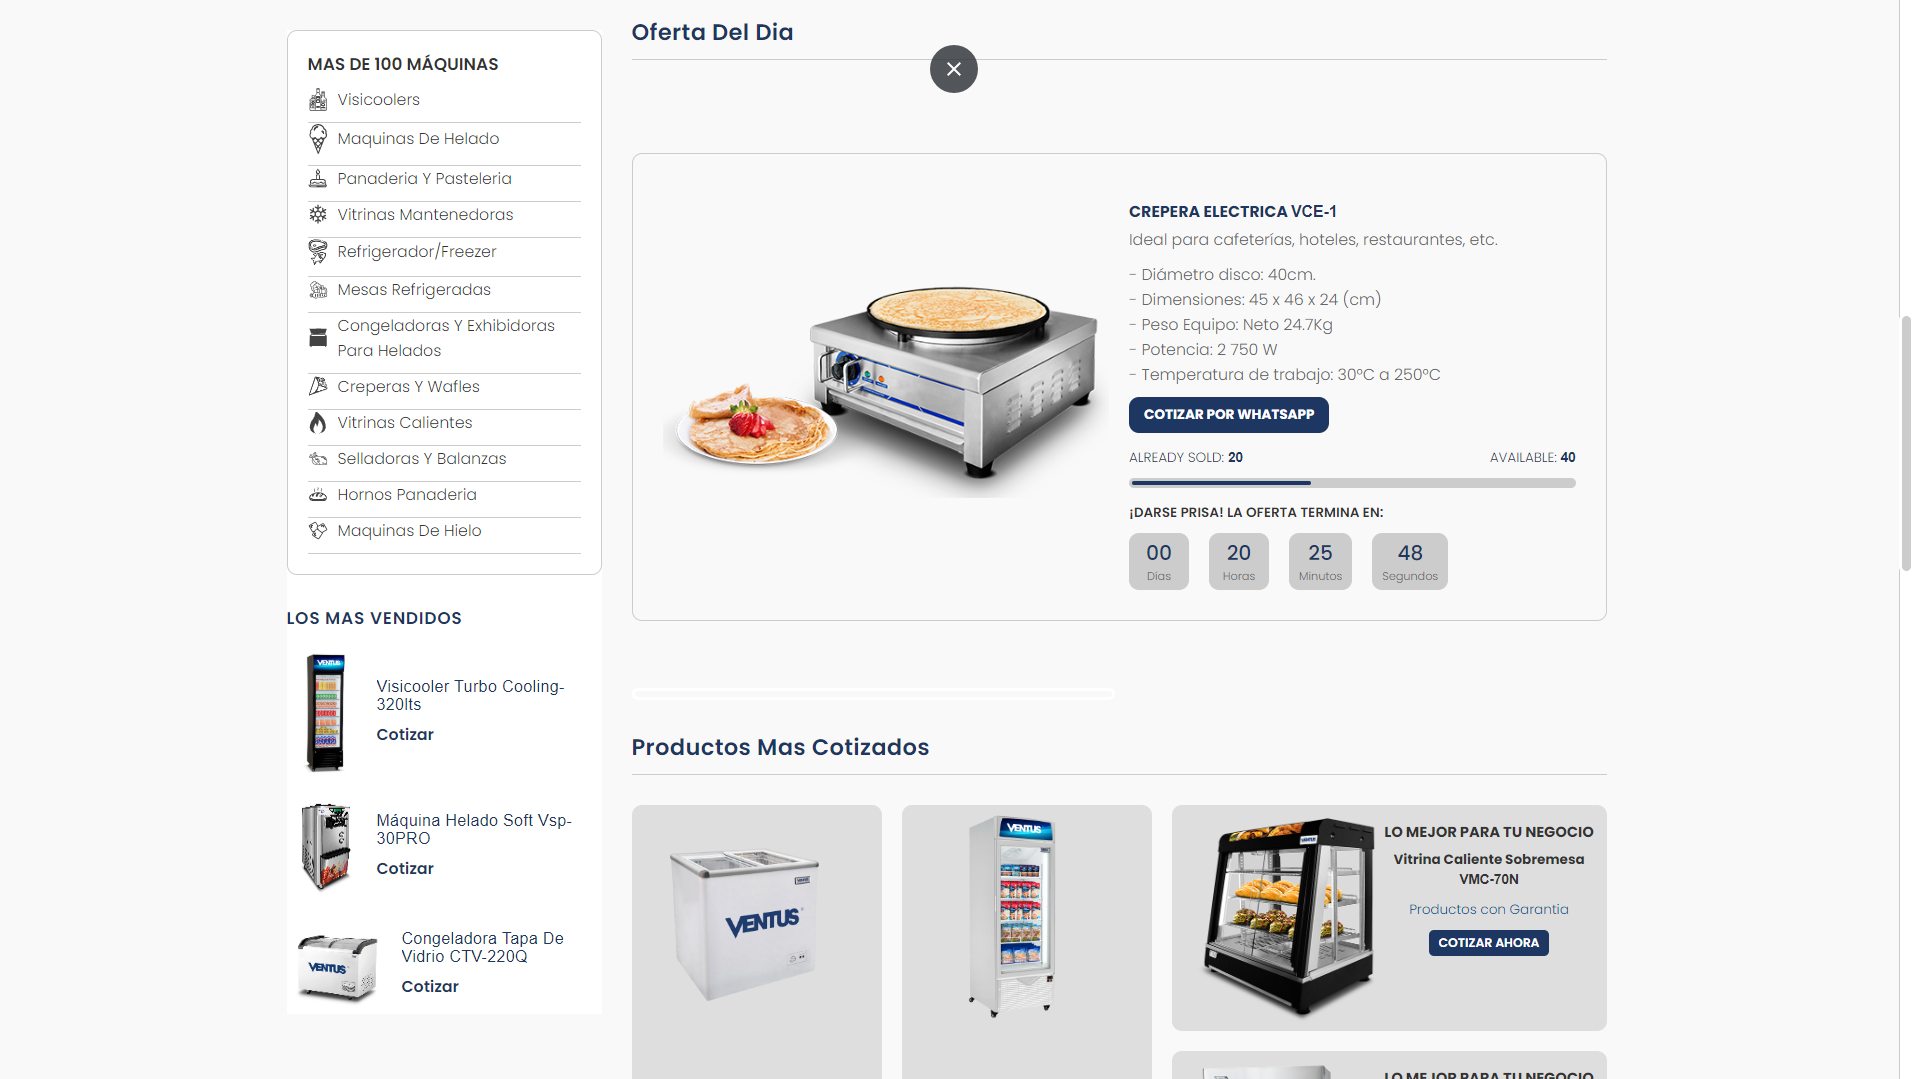 MAS DE 100 MÁQUINAS
Visicoolers
Maquinas De Helado
Panaderia Y Pasteleria
Vitrinas Mantenedoras
Refrigerador/Freezer
Mesas Refrigeradas
Congeladoras Y Exhibidoras
Para Helados
Creperas Y Wafles
Vitrinas Calientes
Selladoras Y Balanzas
Hornos Panaderia
Maquinas De Hielo
LOS MAS VENDIDOS
VENTUS
Visicooler Turbo Cooling-
320lts
Cotizar
Máquina Helado Soft Vsp-
30PRO
Cotizar
VENTUS
Congeladora Tapa De
Vidrio CTV-220Q
Cotizar
Oferta Del Dia
CREPERA ELECTRICA VCE-1
Ideal para cafeterías, hoteles, restaurantes, etc.
- Diámetro disco: 40cm.
- Dimensiones: 45 x 46 x 24 (cm)
- Peso Equipo: Neto 24.7Kg
- Potencia: 2 750 W
- Temperatura de trabajo: 30°C a 250°C
COTIZAR POR WHATSAPP
ALREADY SOLD: 20
AVAILABLE: 40
¡DARSE PRISA! LA OFERTA TERMINA EN:
00 20 25 48
Dias Horas Minutos Segundos
Productos Mas Cotizados
VENTUS
VENTUS
VENTUS
LO MEJOR PARA TU NEGOCIO
Vitrina Caliente Sobremesa
VMC-70N
Productos con Garantia
COTIZAR AHORA
LO MEJOR PARA TU NEGOCIO